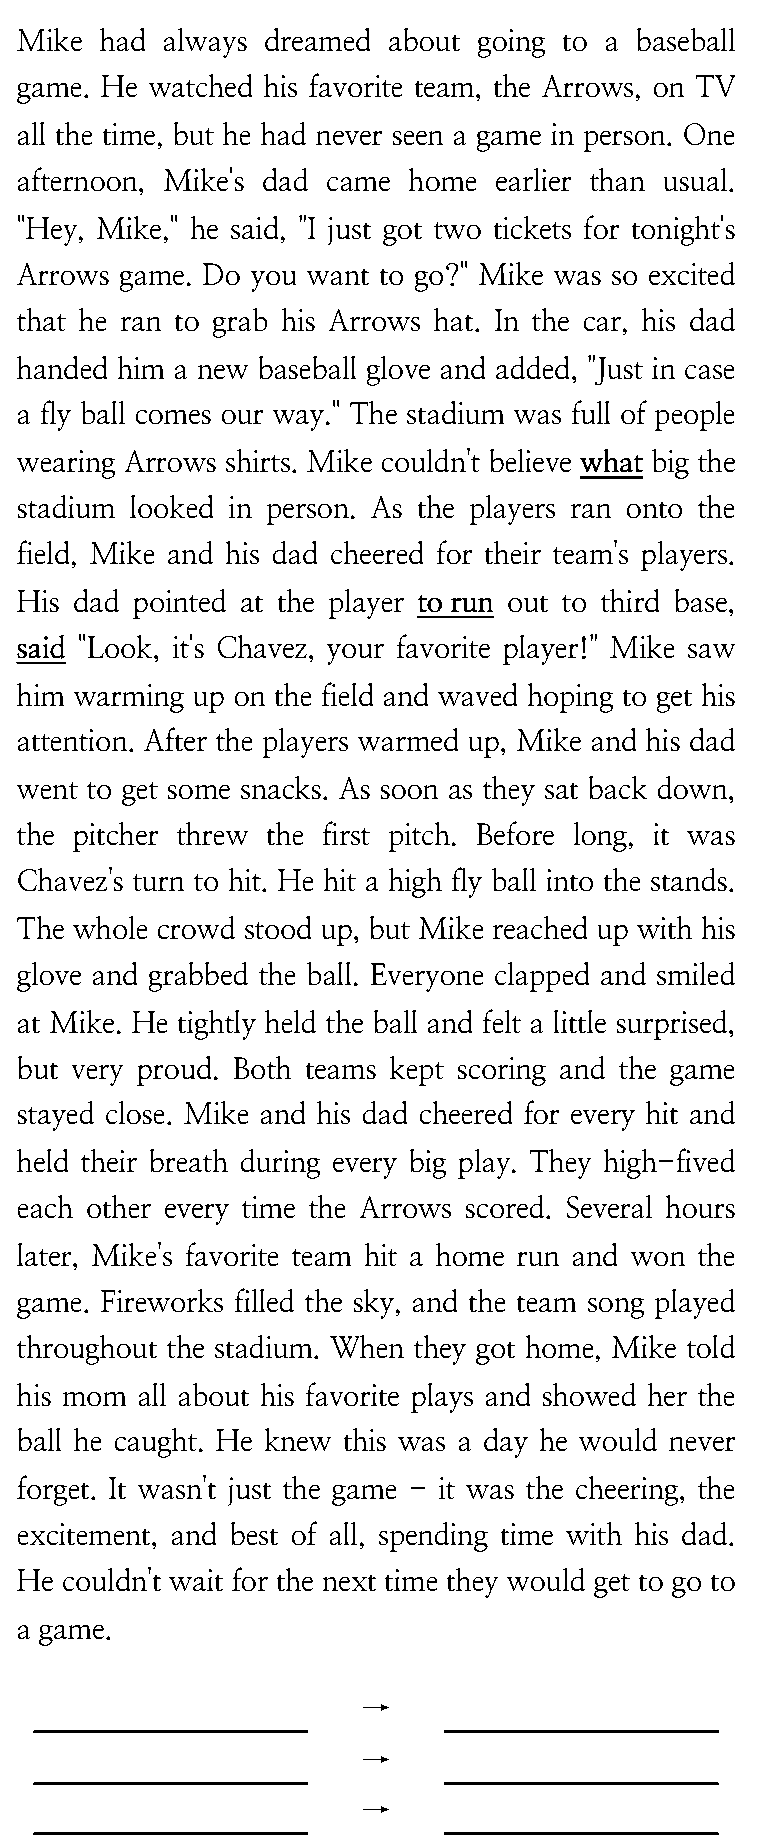 Mike had always dreamed about going to a baseball
game. He watched his favorite team, the Arrows, on TV
all the time, but he had never seen a game in person. One
afternoon, Mike's dad came home earlier than usual.
"Hey, Mike," he said, "I just got two tickets for tonight's
Arrows game. Do you want to go?" Mike was so excited
that he ran to grab his Arrows hat. In the car, his dad
handed him a new baseball glove and added, "Just in case
a fly ball comes our way." The stadium was full of people
wearing Arrows shirts. Mike couldn't believe what big the
stadium looked in person. As the players ran onto the
field, Mike and his dad cheered for their team's players.
His dad pointed at the player to run out to third base,
said "Look, it's Chavez, your favorite player!" Mike saw
him warming up on the field and waved hoping to get his
attention. After the players warmed up, Mike and his dad
went to get some snacks. As soon as they sat back down,
the pitcher threw the first pitch. Before long, it was
Chavez's turn to hit. He hit a high fly ball into the stands.
The whole crowd stood up, but Mike reached up with his
glove and grabbed the ball. Everyone clapped and smiled
at Mike. He tightly held the ball and felt a little surprised,
but very proud. Both teams kept scoring and the game
stayed close. Mike and his dad cheered for every hit and
held their breath during every big play. They high-fived
each other every time the Arrows scored. Several hours
later, Mike's favorite team hit a home run and won the
game. Fireworks filled the sky, and the team song played
throughout the stadium. When they got home, Mike told
his mom all about his favorite plays and showed her the
ball he caught. He knew this was a day he would never
forget. It wasn't just the game - it was the cheering, the
excitement, and best of all, spending time with his dad.
He couldn't wait for the next time they would get to go to
a game.
→
→
→